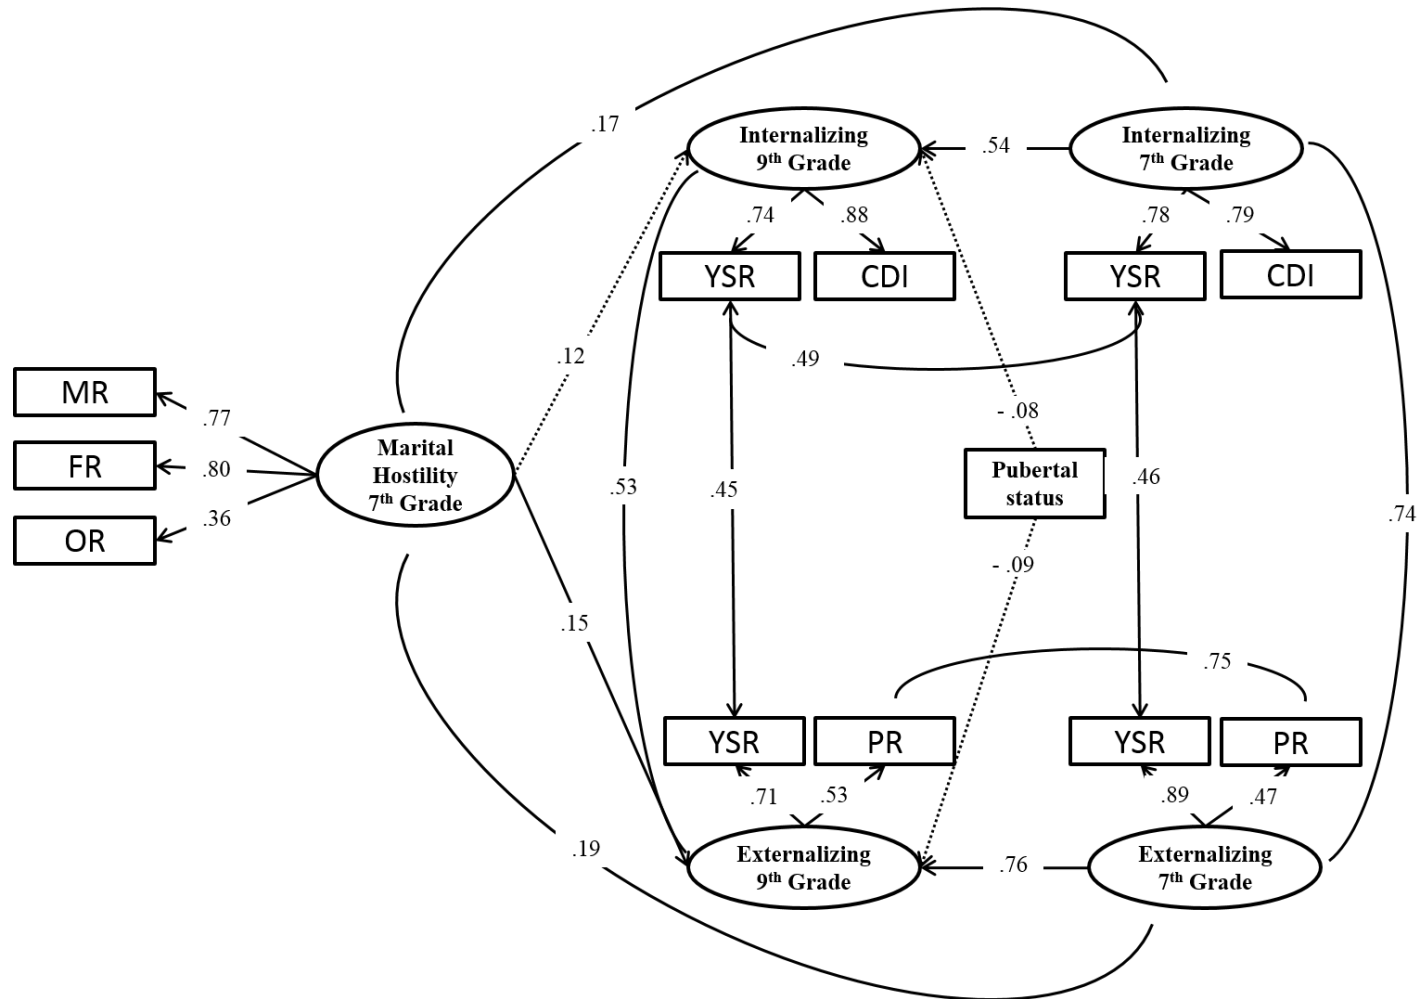 .17
Internalizing
9th Grade
.54
Internalizing
7th Grade
.74
.88
.78
.79
YSR
CDI
YSR
CDI
.12
.49
MR
.77
- .08
FR
.80
Marital
Hostility
7th Grade
OR
.36
.53
.45
Pubertal
status
.46
.74
- .09
.15
.75
YSR
PR
YSR
PR
.71
.53
.89
.47
.19
Externalizing
9th Grade
.76
Externalizing
7th Grade